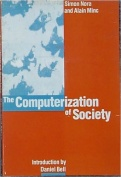 Simon Nora
and Alain Minc
The Computerization
of Society
Introduction by
Daniel Bell